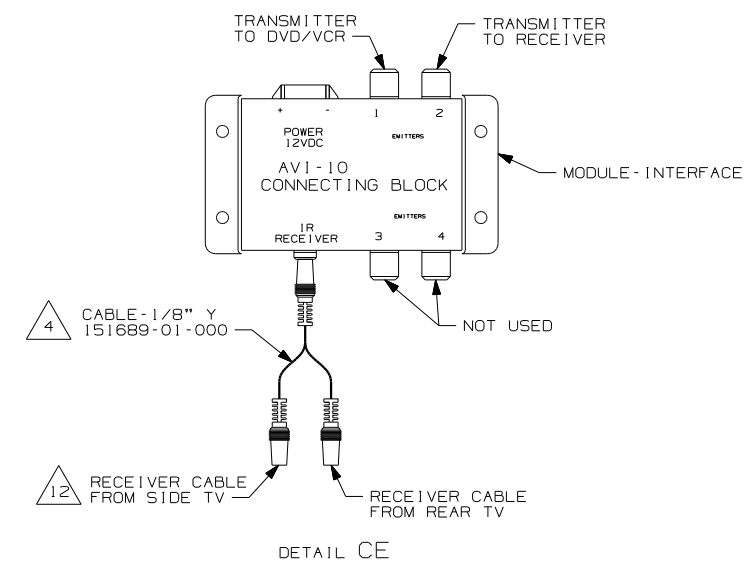 TRANSMITTER
TO DVD/VCR
TRANSMITTER
TO RECEIVER
+ -
1 2
POWER
12VDC
EMITTERS
AVI-10
CONNECTING BLOCK
MODULE-INTERFACE
EMITTERS
IR
RECEIVER
3 4
NOT USED
4
CABLE-1/8" Y
151689-01-000
12
RECEIVER CABLE
FROM SIDE TV
RECEIVER CABLE
FROM REAR TV
DETAIL CE